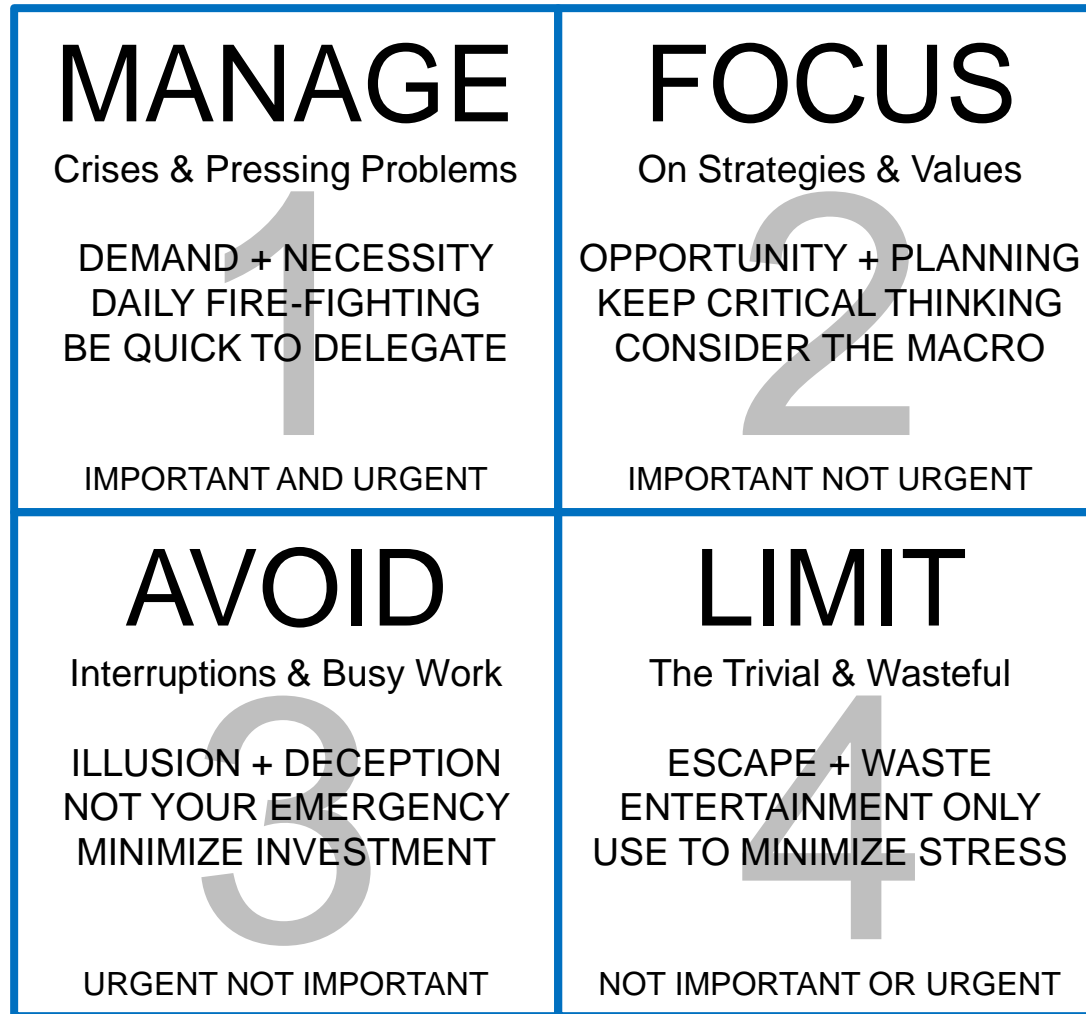 MANAGE
Crises & Pressing Problems
1
DEMAND + NECESSITY
DAILY FIRE-FIGHTING
BE QUICK TO DELEGATE
IMPORTANT AND URGENT
FOCUS
On Strategies & Values
2
OPPORTUNITY + PLANNING
KEEP CRITICAL THINKING
CONSIDER THE MACRO
IMPORTANT NOT URGENT
AVOID
Interruptions & Busy Work
3
ILLUSION + DECEPTION
NOT YOUR EMERGENCY
MINIMIZE INVESTMENT
URGENT NOT IMPORTANT
LIMIT
The Trivial & Wasteful
4
ESCAPE + WASTE
ENTERTAINMENT ONLY
USE TO MINIMIZE STRESS
NOT IMPORTANT OR URGENT